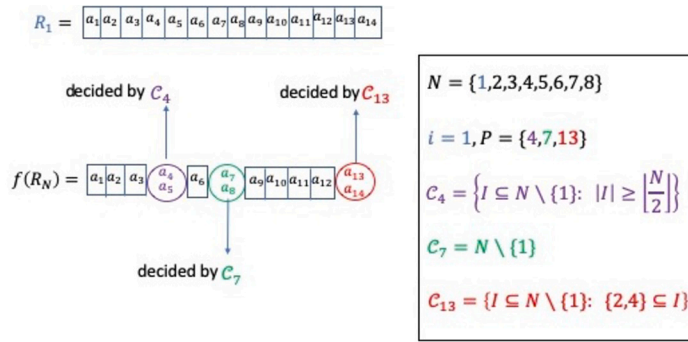 R₁ = a₁ a₂ a₃ a₄ a₅ a₆ a₇ a₈ a₉ a₁₀ a₁₁ a₁₂ a₁₃ a₁₄
decided by 𝒞₄
decided by 𝒞₁₃
f(R_N) = a₁ a₂ a₃ a₄ a₅ a₆ a₇ a₈ a₉ a₁₀ a₁₁ a₁₂ a₁₃ a₁₄
decided by 𝒞₇
N = {1,2,3,4,5,6,7,8}
i = 1, P = {4,7,13}
𝒞₄ = {I ⊆ N \ {1}: |I| ≥ ⌊N/2⌋}
𝒞₇ = N \ {1}
𝒞₁₃ = {I ⊆ N \ {1}: {2,4} ⊆ I}